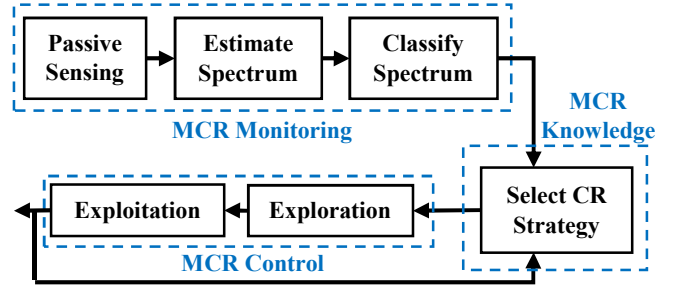 Passive
Sensing
Estimate
Spectrum
Classify
Spectrum
MCR Monitoring
MCR
Knowledge
Select CR
Strategy
Exploitation
Exploration
MCR Control